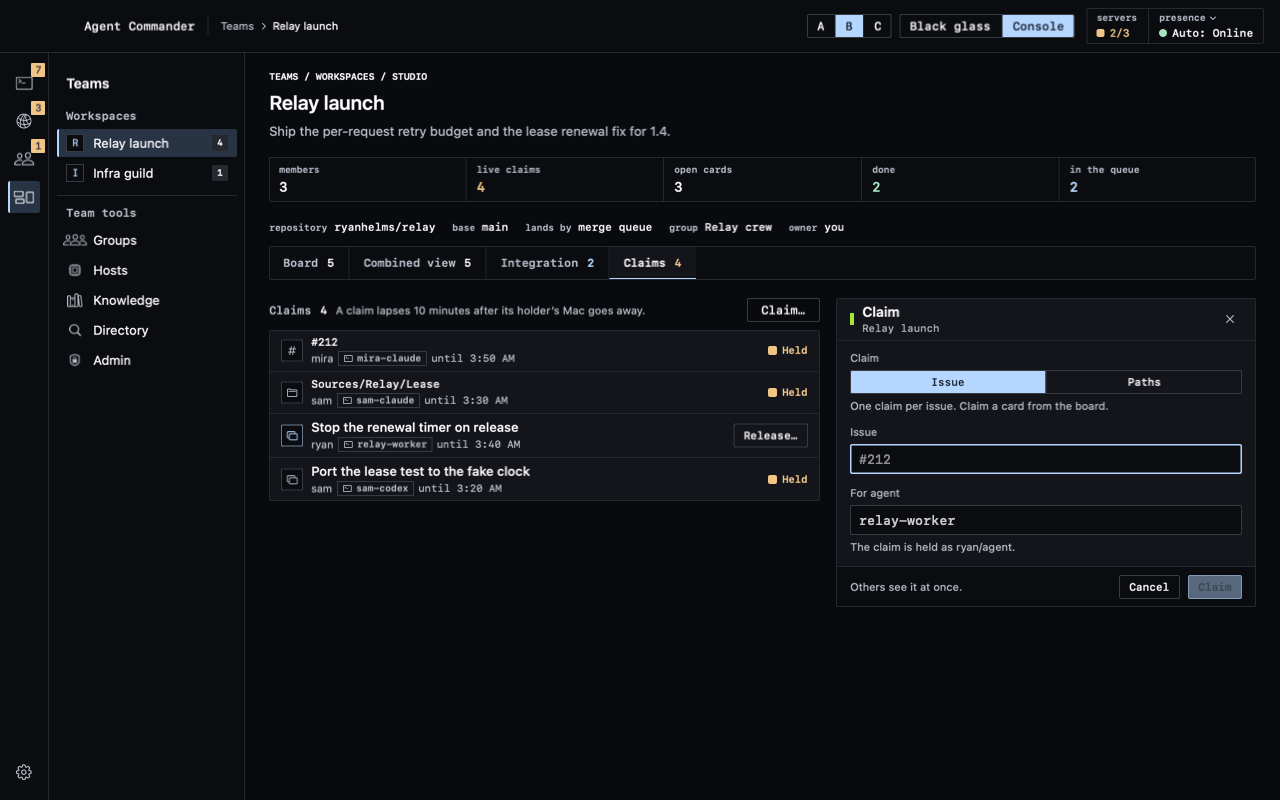 Agent Commander
Teams > Relay launch
A B C
Black glass Console
servers
2/3
presence
Auto: Online
7
3
1
Teams
Workspaces
R Relay launch 4
I Infra guild 1
Team tools
Groups
Hosts
Knowledge
Directory
Admin
TEAMS / WORKSPACES / STUDIO
Relay launch
Ship the per-request retry budget and the lease renewal fix for 1.4.
members
3
live claims
4
open cards
3
done
2
in the queue
2
repository ryanhelms/relay base main lands by merge queue group Relay crew owner you
Board 5 Combined view 5 Integration 2 Claims 4
Claims 4 A claim lapses 10 minutes after its holder's Mac goes away. Claim…
# #212
mira mira-claude until 3:50 AM
Held
Sources/Relay/Lease
sam sam-claude until 3:30 AM
Held
Stop the renewal timer on release
ryan relay-worker until 3:40 AM
Release…
Port the lease test to the fake clock
sam sam-codex until 3:20 AM
Held
Claim
Relay launch
Claim
Issue Paths
One claim per issue. Claim a card from the board.
Issue
#212
For agent
relay-worker
The claim is held as ryan/agent.
Others see it at once. Cancel Claim